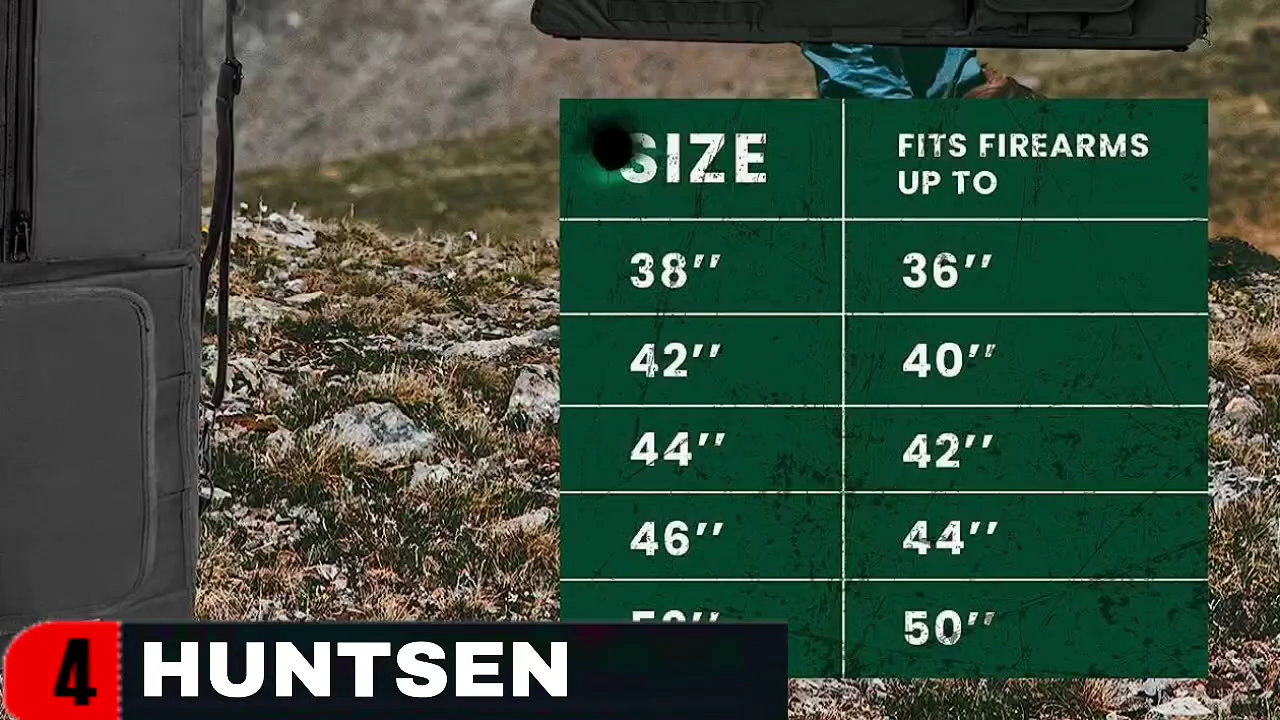 SIZE
FITS FIREARMS
UP TO
38’’
36’’
42’’
40’’
44’’
42’’
46’’
44’’
50’’
4
HUNTSEN